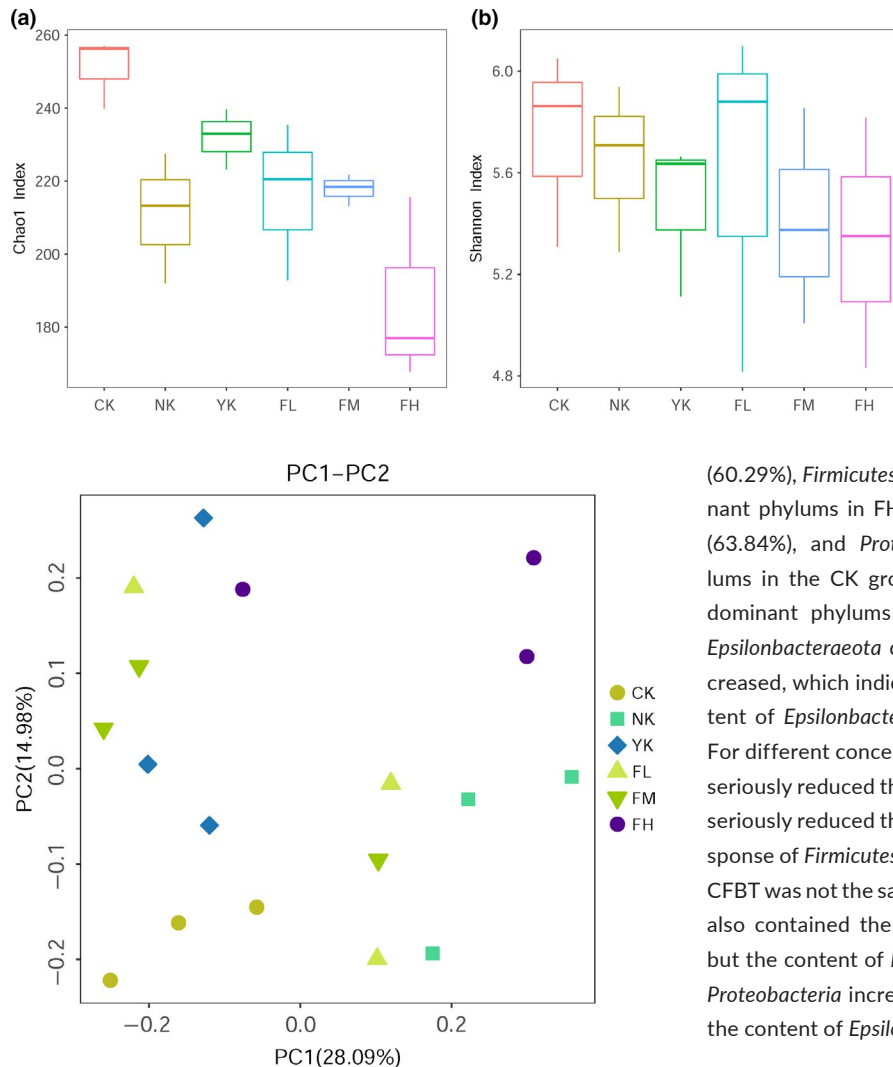 (a)
260
240
220
200
180
Chao1 Index
CK NK YK FL FM FH
(b)
6.0
5.6
5.2
4.8
Shannon Index
CK NK YK FL FM FH
PC1–PC2
0.2
0.1
0.0
−0.1
−0.2
PC2(14.98%)
−0.2 0.0 0.2
PC1(28.09%)
CK
NK
YK
FL
FM
FH
(60.29%), Firmicutes
nant phylums in FH
(63.84%), and Prot
lums in the CK gro
dominant phylums
Epsilonbacteraeota c
creased, which indic
tent of Epsilonbacte
For different conce
seriously reduced th
seriously reduced th
sponse of Firmicutes
CFBT was not the sa
also contained the
but the content of
Proteobacteria incre
the content of Epsilo